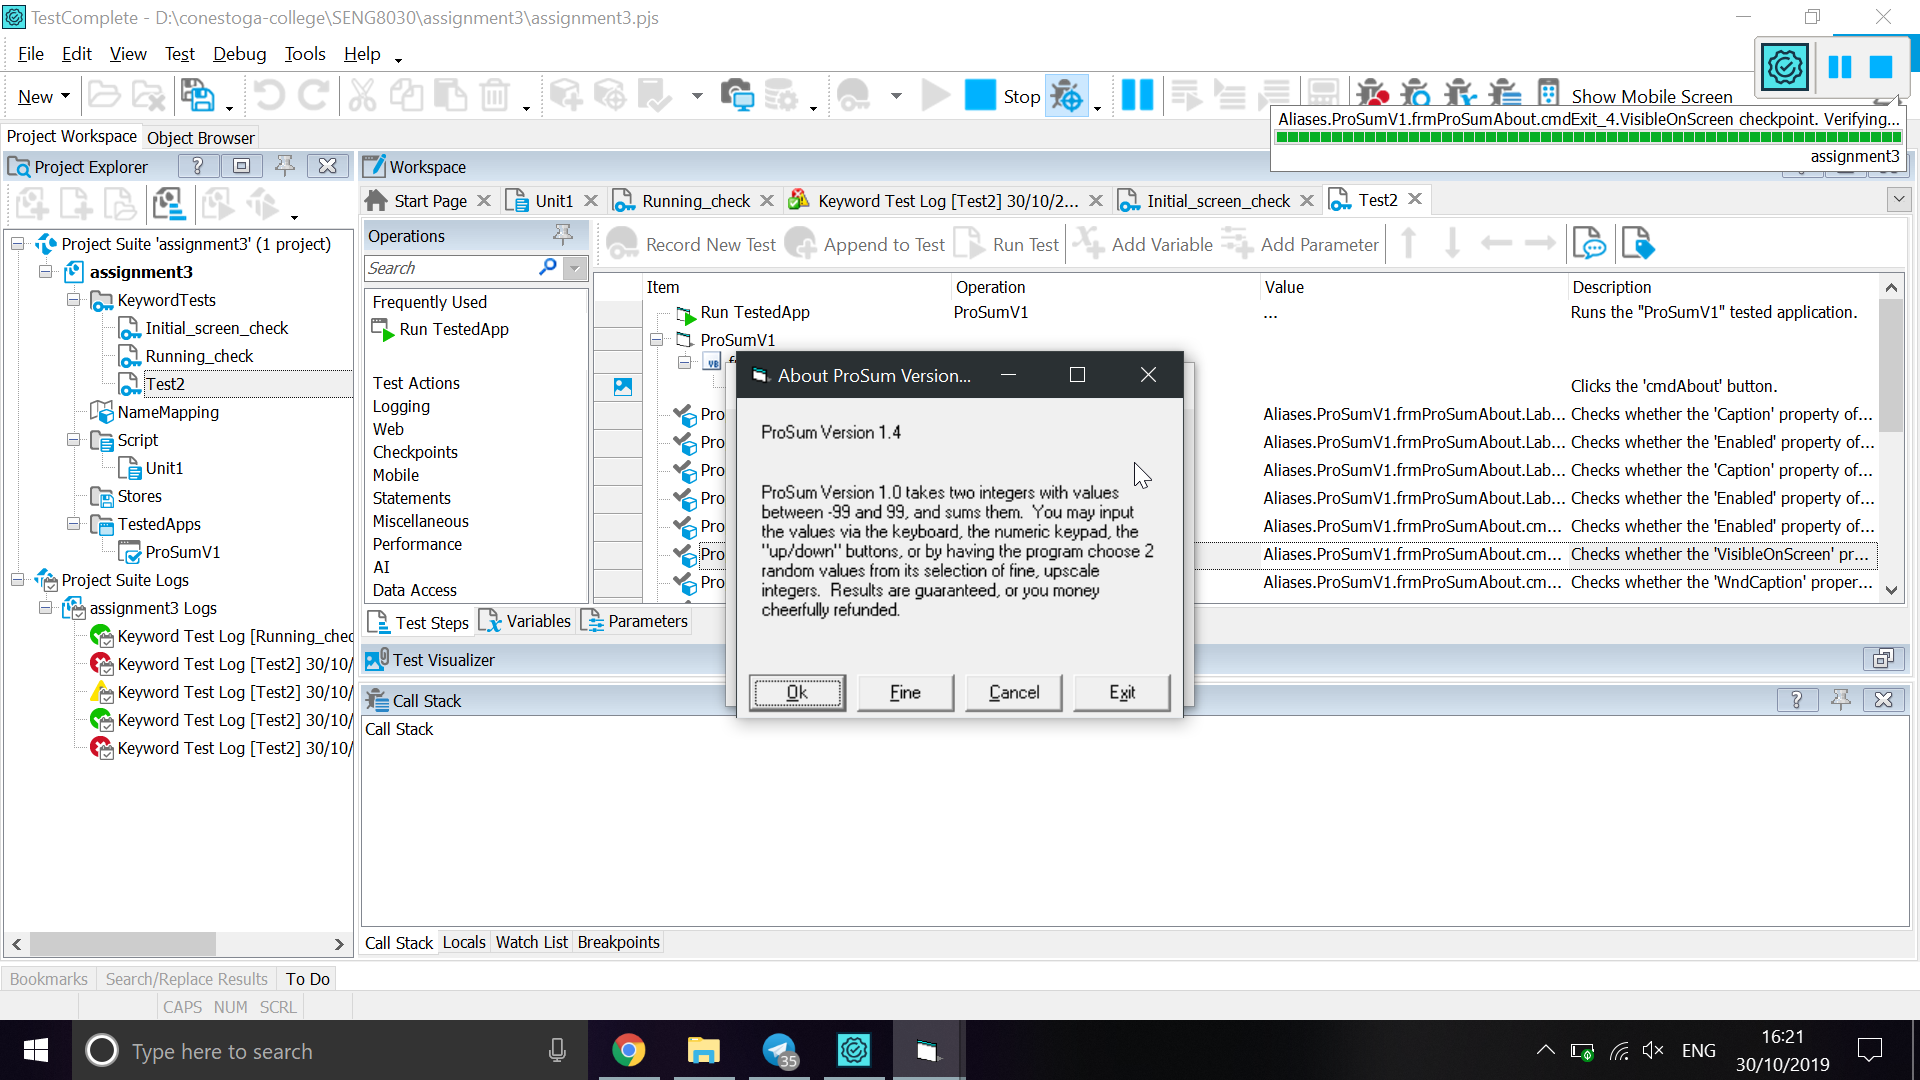 TestComplete - D:\conestoga-college\SENG8030\assignment3\assignment3.pjs
File Edit View Test Debug Tools Help
New Stop Show Mobile Screen
Aliases.ProSumV1.frmProSumAbout.cmdExit_4.VisibleOnScreen checkpoint. Verifying...
assignment3
Project Workspace Object Browser
Project Explorer
Workspace
Start Page Unit1 Running_check Keyword Test Log [Test2] 30/10/2... Initial_screen_check Test2
Project Suite 'assignment3' (1 project)
assignment3
KeywordTests
Initial_screen_check
Running_check
Test2
NameMapping
Script
Unit1
Stores
TestedApps
ProSumV1
Project Suite Logs
assignment3 Logs
Keyword Test Log [Running_chec
Keyword Test Log [Test2] 30/10/
Keyword Test Log [Test2] 30/10/
Keyword Test Log [Test2] 30/10/
Keyword Test Log [Test2] 30/10/
Operations
Search
Frequently Used
Run TestedApp
Test Actions
Logging
Web
Checkpoints
Mobile
Statements
Miscellaneous
Performance
AI
Data Access
Record New Test Append to Test Run Test Add Variable Add Parameter
Item Operation Value Description
Run TestedApp ProSumV1 ... Runs the "ProSumV1" tested application.
ProSumV1
Clicks the 'cmdAbout' button.
Pro Aliases.ProSumV1.frmProSumAbout.Lab... Checks whether the 'Caption' property of...
Pro Aliases.ProSumV1.frmProSumAbout.Lab... Checks whether the 'Enabled' property of...
Pro Aliases.ProSumV1.frmProSumAbout.Lab... Checks whether the 'Caption' property of...
Pro Aliases.ProSumV1.frmProSumAbout.Lab... Checks whether the 'Enabled' property of...
Pro Aliases.ProSumV1.frmProSumAbout.cm... Checks whether the 'Enabled' property of...
Pro Aliases.ProSumV1.frmProSumAbout.cm... Checks whether the 'VisibleOnScreen' pr...
Pro Aliases.ProSumV1.frmProSumAbout.cm... Checks whether the 'WndCaption' proper...
Test Steps Variables Parameters
Test Visualizer
Call Stack
Call Stack
About ProSum Version...
ProSum Version 1.4
ProSum Version 1.0 takes two integers with values
between -99 and 99, and sums them. You may input
the values via the keyboard, the numeric keypad, the
"up/down" buttons, or by having the program choose 2
random values from its selection of fine, upscale
integers. Results are guaranteed, or you money
cheerfully refunded.
Ok Fine Cancel Exit
Call Stack Locals Watch List Breakpoints
Bookmarks Search/Replace Results To Do
CAPS NUM SCRL
Type here to search
35
ENG
16:21
30/10/2019